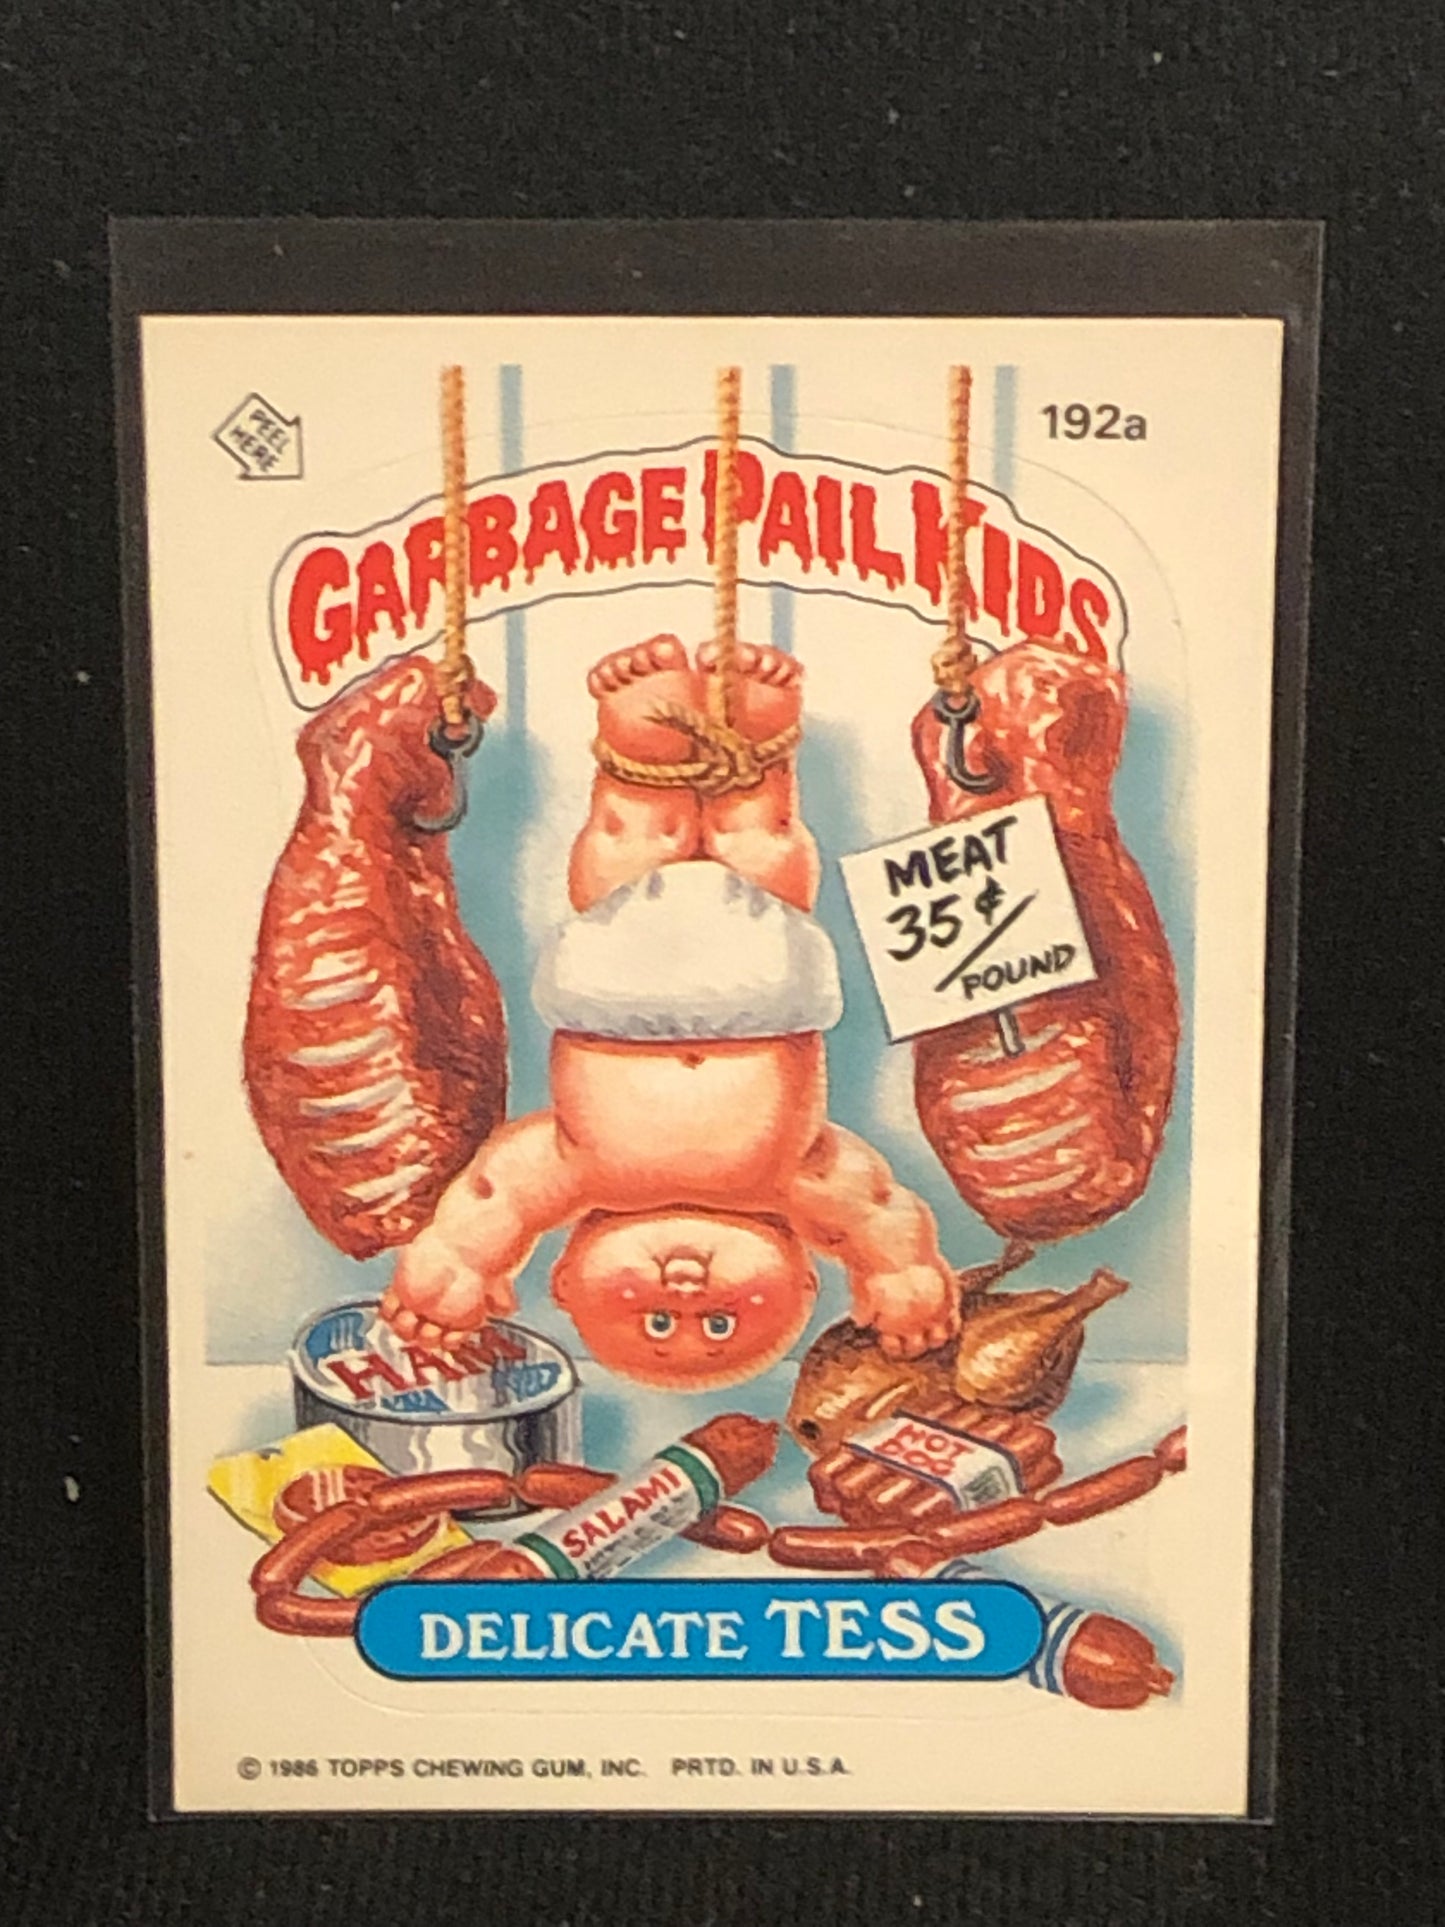 PEEL
HERE
192a
GARBAGE PAIL KIDS
MEAT
35¢/
POUND
HAM
HOT
DOG
SALAMI
DELICATE TESS
© 1986 TOPPS CHEWING GUM, INC. PRTD. IN U.S.A.